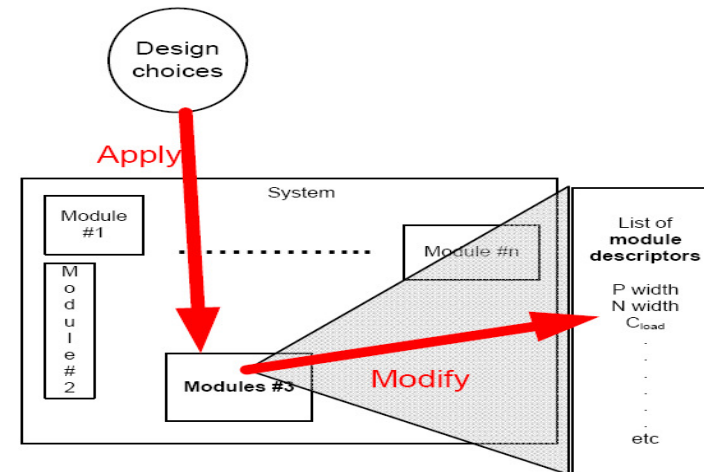 Design
choices
Apply
System
Module
#1
Module #n
M
o
d
u
l
e
#
2
Modules #3
Modify
List of
module
descriptors
P width
N width
Cload
.
.
.
.
.
.
etc